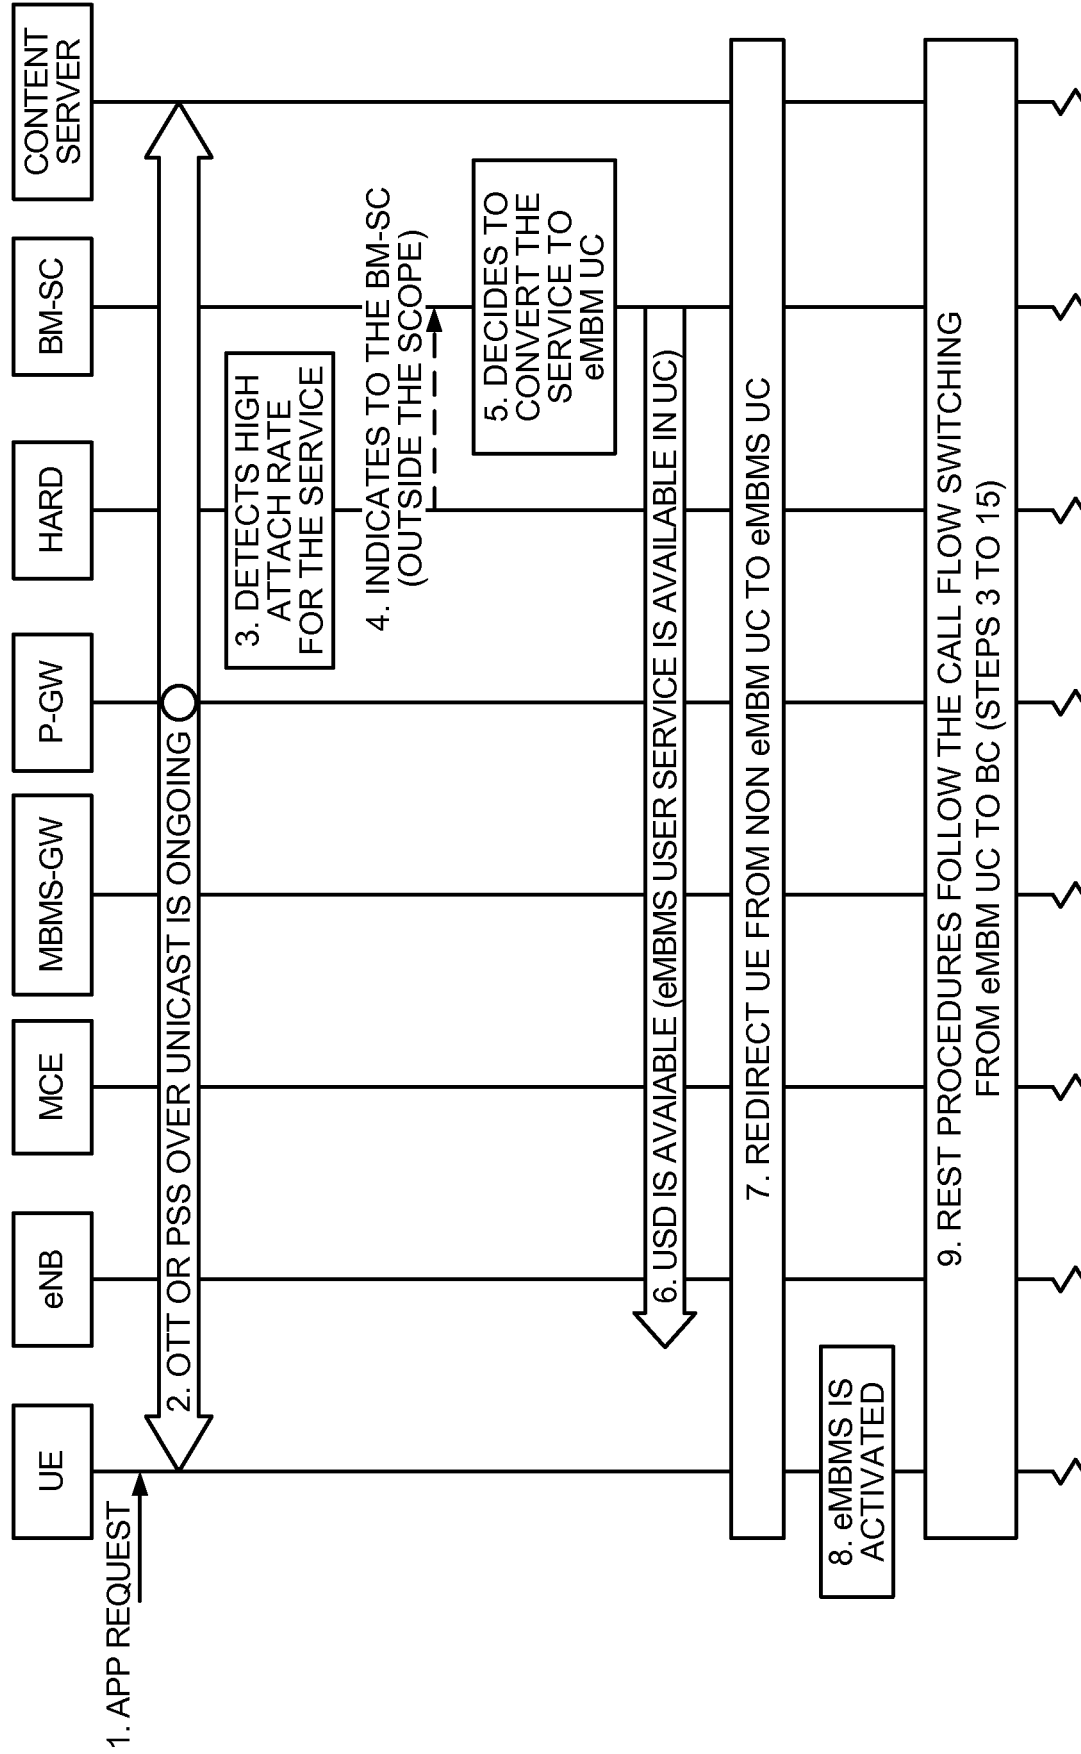 UE
eNB
MCE
MBMS-GW
P-GW
HARD
BM-SC
CONTENT
SERVER
1. APP REQUEST
2. OTT OR PSS OVER UNICAST IS ONGOING
3. DETECTS HIGH
ATTACH RATE
FOR THE SERVICE
4. INDICATES TO THE BM-SC
(OUTSIDE THE SCOPE)
5. DECIDES TO
CONVERT THE
SERVICE TO
eMBM UC
6. USD IS AVAIABLE (eMBMS USER SERVICE IS AVAILABLE IN UC)
7. REDIRECT UE FROM NON eMBM UC TO eMBMS UC
8. eMBMS IS
ACTIVATED
9. REST PROCEDURES FOLLOW THE CALL FLOW SWITCHING
FROM eMBM UC TO BC (STEPS 3 TO 15)